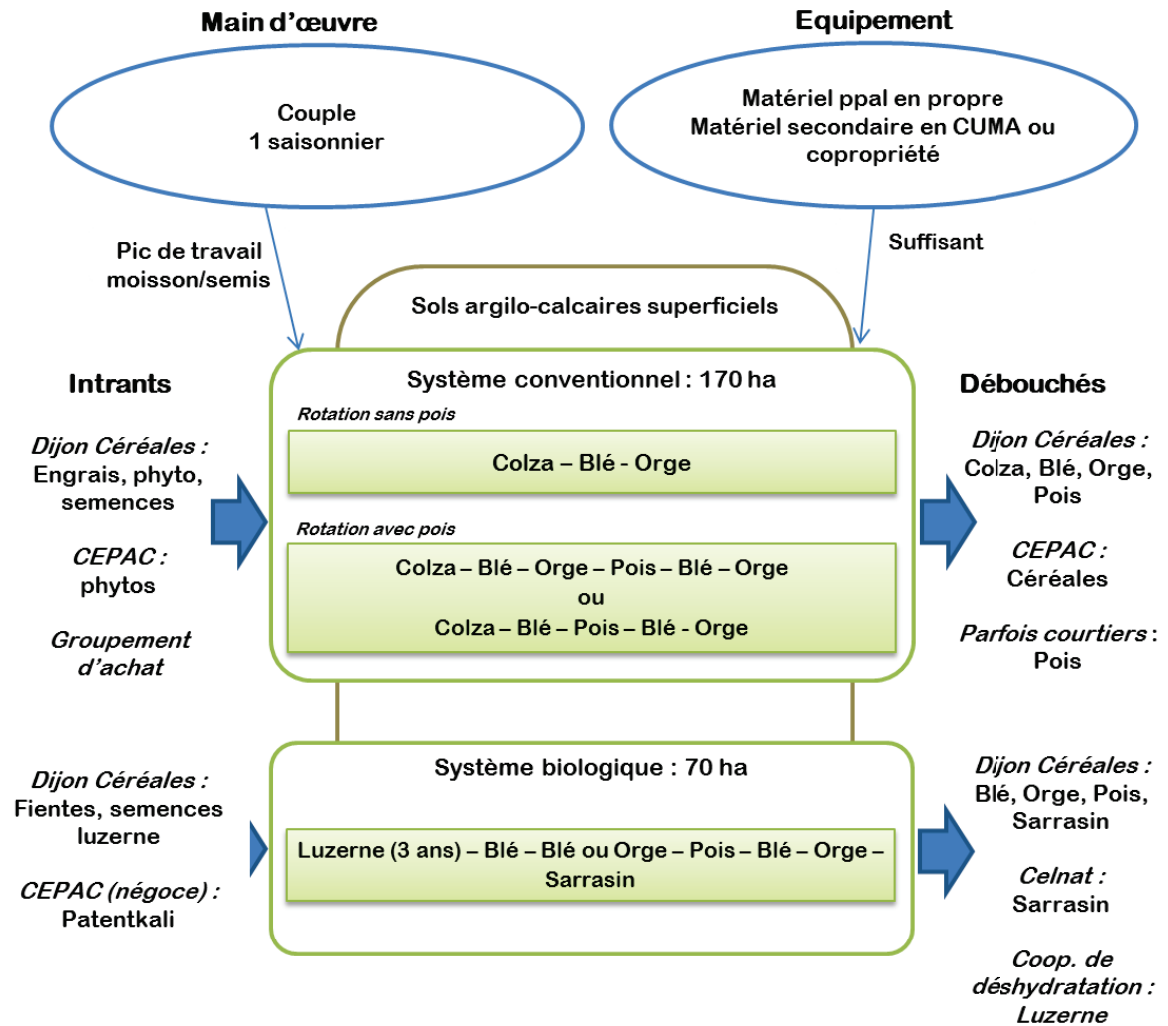 Main d'œuvre
Equipement
Couple
1 saisonnier
Matériel ppal en propre
Matériel secondaire en CUMA ou
copropriété
Pic de travail
moisson/semis
Suffisant
Sols argilo-calcaires superficiels
Intrants
Dijon Céréales :
Engrais, phyto,
semences
CEPAC :
phytos
Groupement
d'achat
Système conventionnel : 170 ha
Rotation sans pois
Colza – Blé - Orge
Rotation avec pois
Colza – Blé – Orge – Pois – Blé – Orge
ou
Colza – Blé – Pois – Blé - Orge
Débouchés
Dijon Céréales :
Colza, Blé, Orge,
Pois
CEPAC :
Céréales
Parfois courtiers :
Pois
Dijon Céréales :
Fientes, semences
luzerne
CEPAC (négoce) :
Patentkali
Système biologique : 70 ha
Luzerne (3 ans) – Blé – Blé ou Orge – Pois – Blé – Orge –
Sarrasin
Dijon Céréales :
Blé, Orge, Pois,
Sarrasin
Celnat :
Sarrasin
Coop. de
déshydratation :
Luzerne